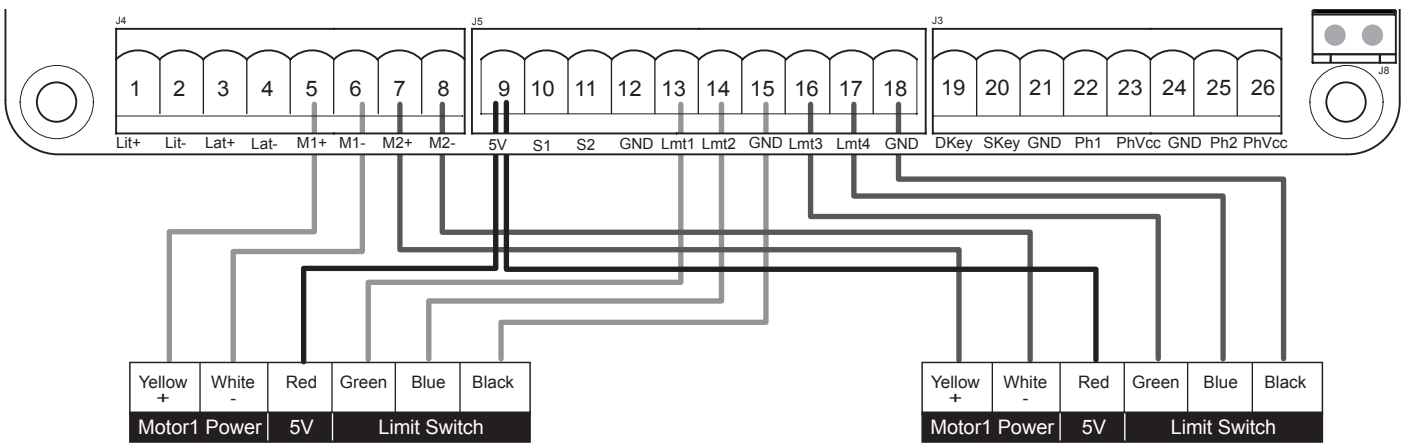 J4 J5 J3
J8
1 2 3 4 5 6 7 8 9 10 11 12 13 14 15 16 17 18 19 20 21 22 23 24 25 26
Lit+ Lit- Lat+ Lat- M1+ M1- M2+ M2- 5V S1 S2 GND Lmt1 Lmt2 GND Lmt3 Lmt4 GND DKey SKey GND Ph1 PhVcc GND Ph2 PhVcc
Yellow White Red Green Blue Black
+ -
Motor1 Power 5V Limit Switch
Yellow White Red Green Blue Black
+ -
Motor1 Power 5V Limit Switch